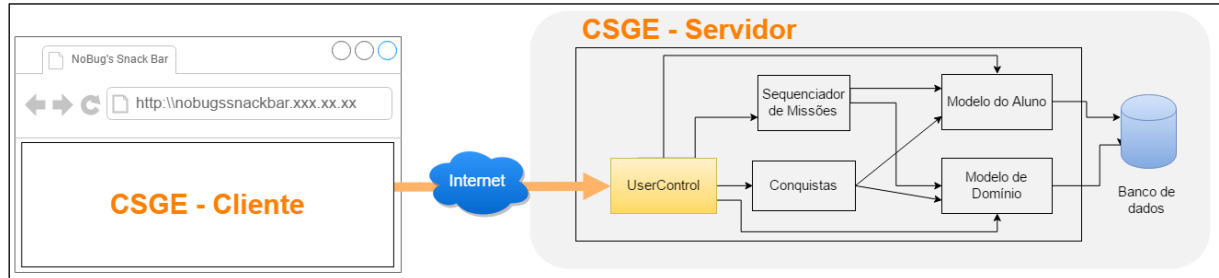 CSGE - Servidor
NoBug's Snack Bar
http:\\nobugssnackbar.xxx.xx.xx
CSGE - Cliente
Internet
UserControl
Sequenciador
de Missões
Conquistas
Modelo do Aluno
Modelo de
Domínio
Banco de
dados